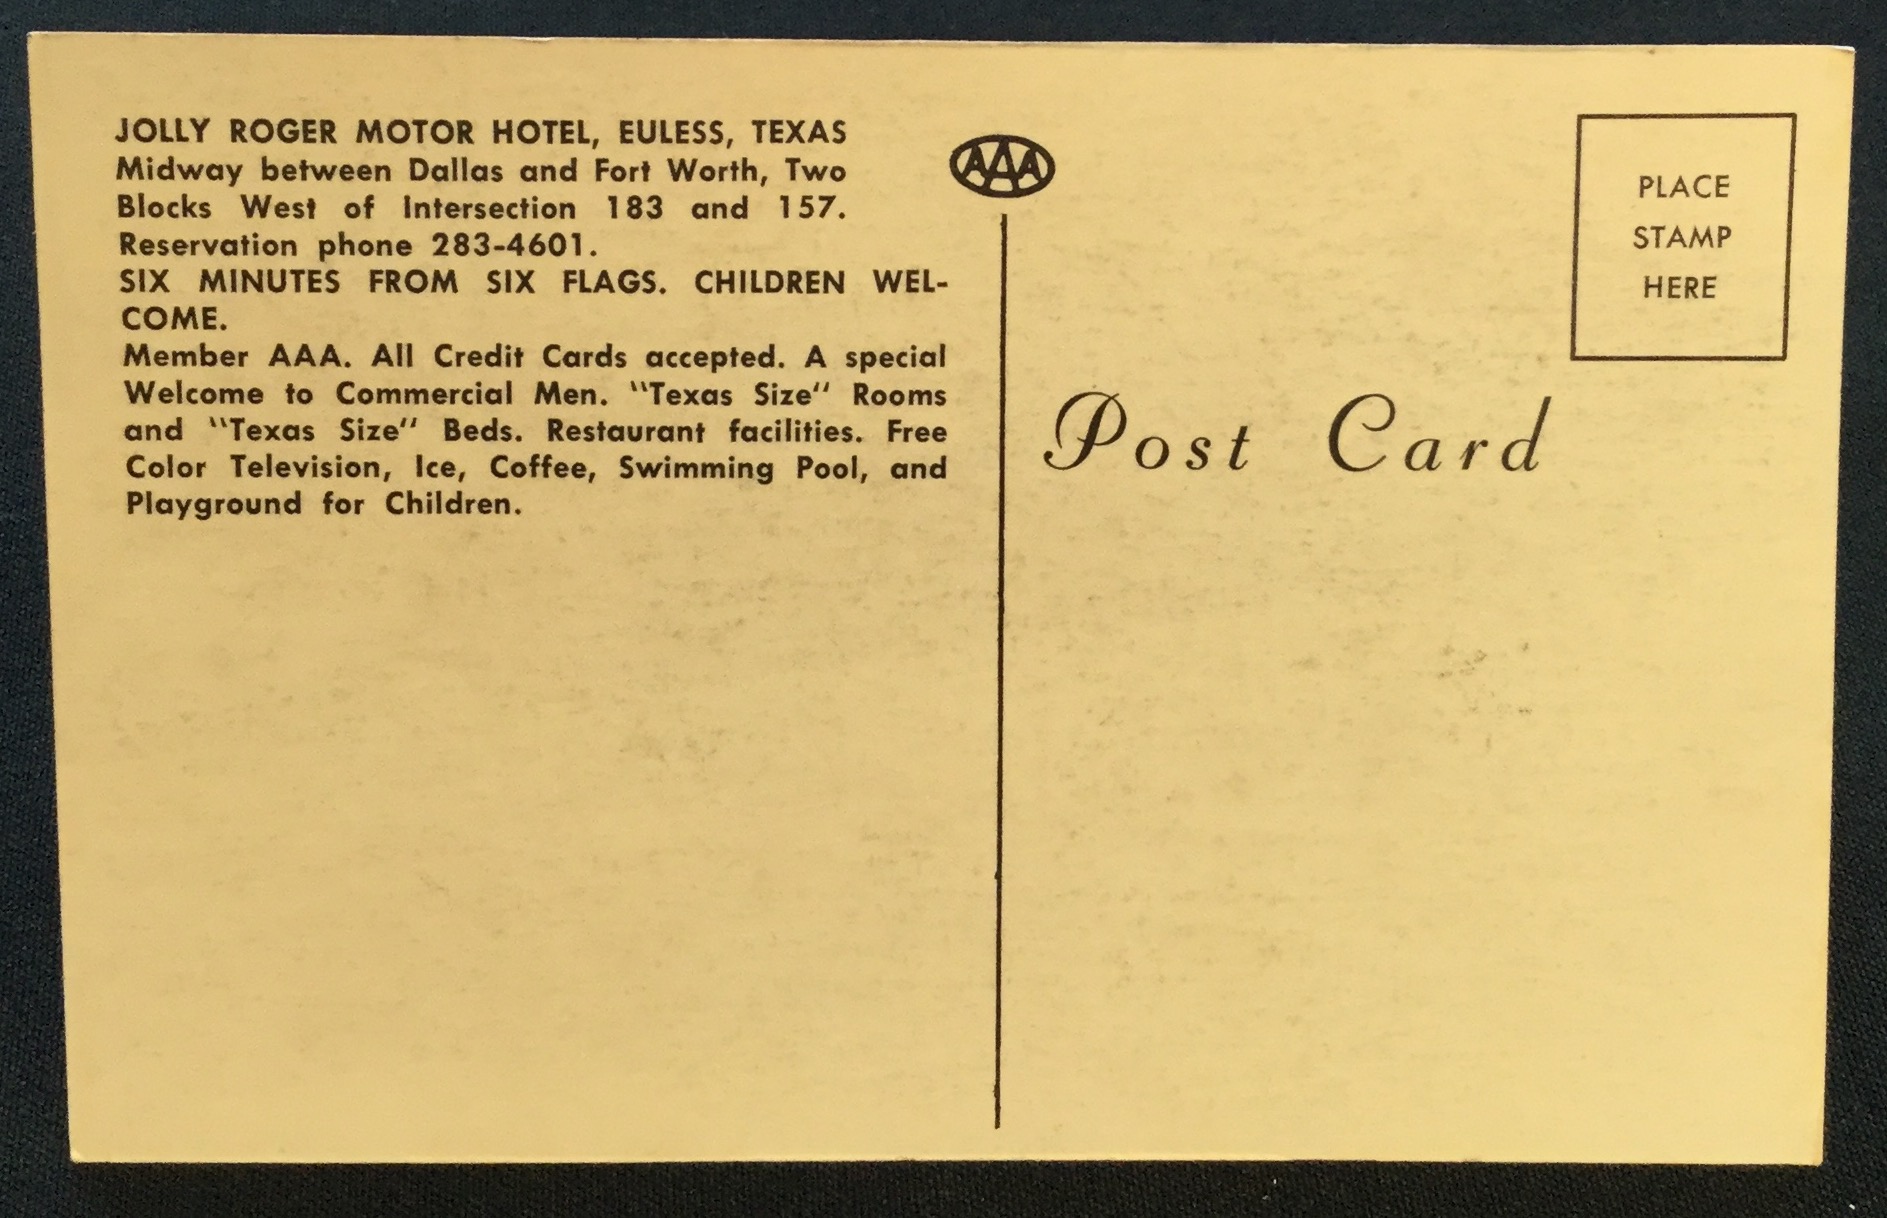 JOLLY ROGER MOTOR HOTEL, EULESS, TEXAS
Midway between Dallas and Fort Worth, Two
Blocks West of Intersection 183 and 157.
Reservation phone 283-4601.
SIX MINUTES FROM SIX FLAGS. CHILDREN WEL-
COME.
Member AAA. All Credit Cards accepted. A special
Welcome to Commercial Men. "Texas Size" Rooms
and "Texas Size" Beds. Restaurant facilities. Free
Color Television, Ice, Coffee, Swimming Pool, and
Playground for Children.
AAA
PLACE
STAMP
HERE
Post Card